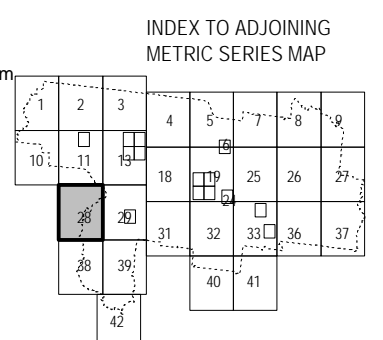 INDEX TO ADJOINING
METRIC SERIES MAP
m
1 2 3
4 5 7 8 9
6
10 11 13
18 19 25 26 27
24
28 29
31 32 33 36 37
38 39
40 41
42